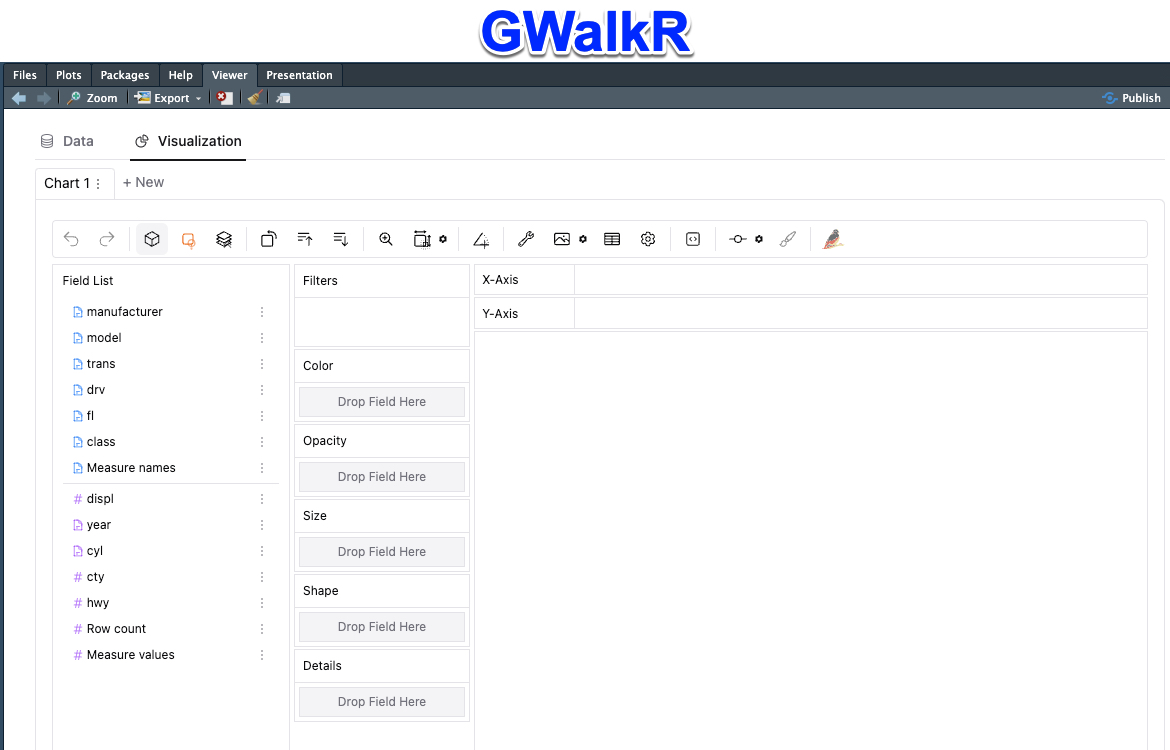 GWalkR
Files Plots Packages Help Viewer Presentation
Zoom Export Publish
Data Visualization
Chart 1 + New
Field List
manufacturer
model
trans
drv
fl
class
Measure names
displ
year
cyl
cty
hwy
Row count
Measure values
Filters
Color
Drop Field Here
Opacity
Drop Field Here
Size
Drop Field Here
Shape
Drop Field Here
Details
Drop Field Here
X-Axis
Y-Axis